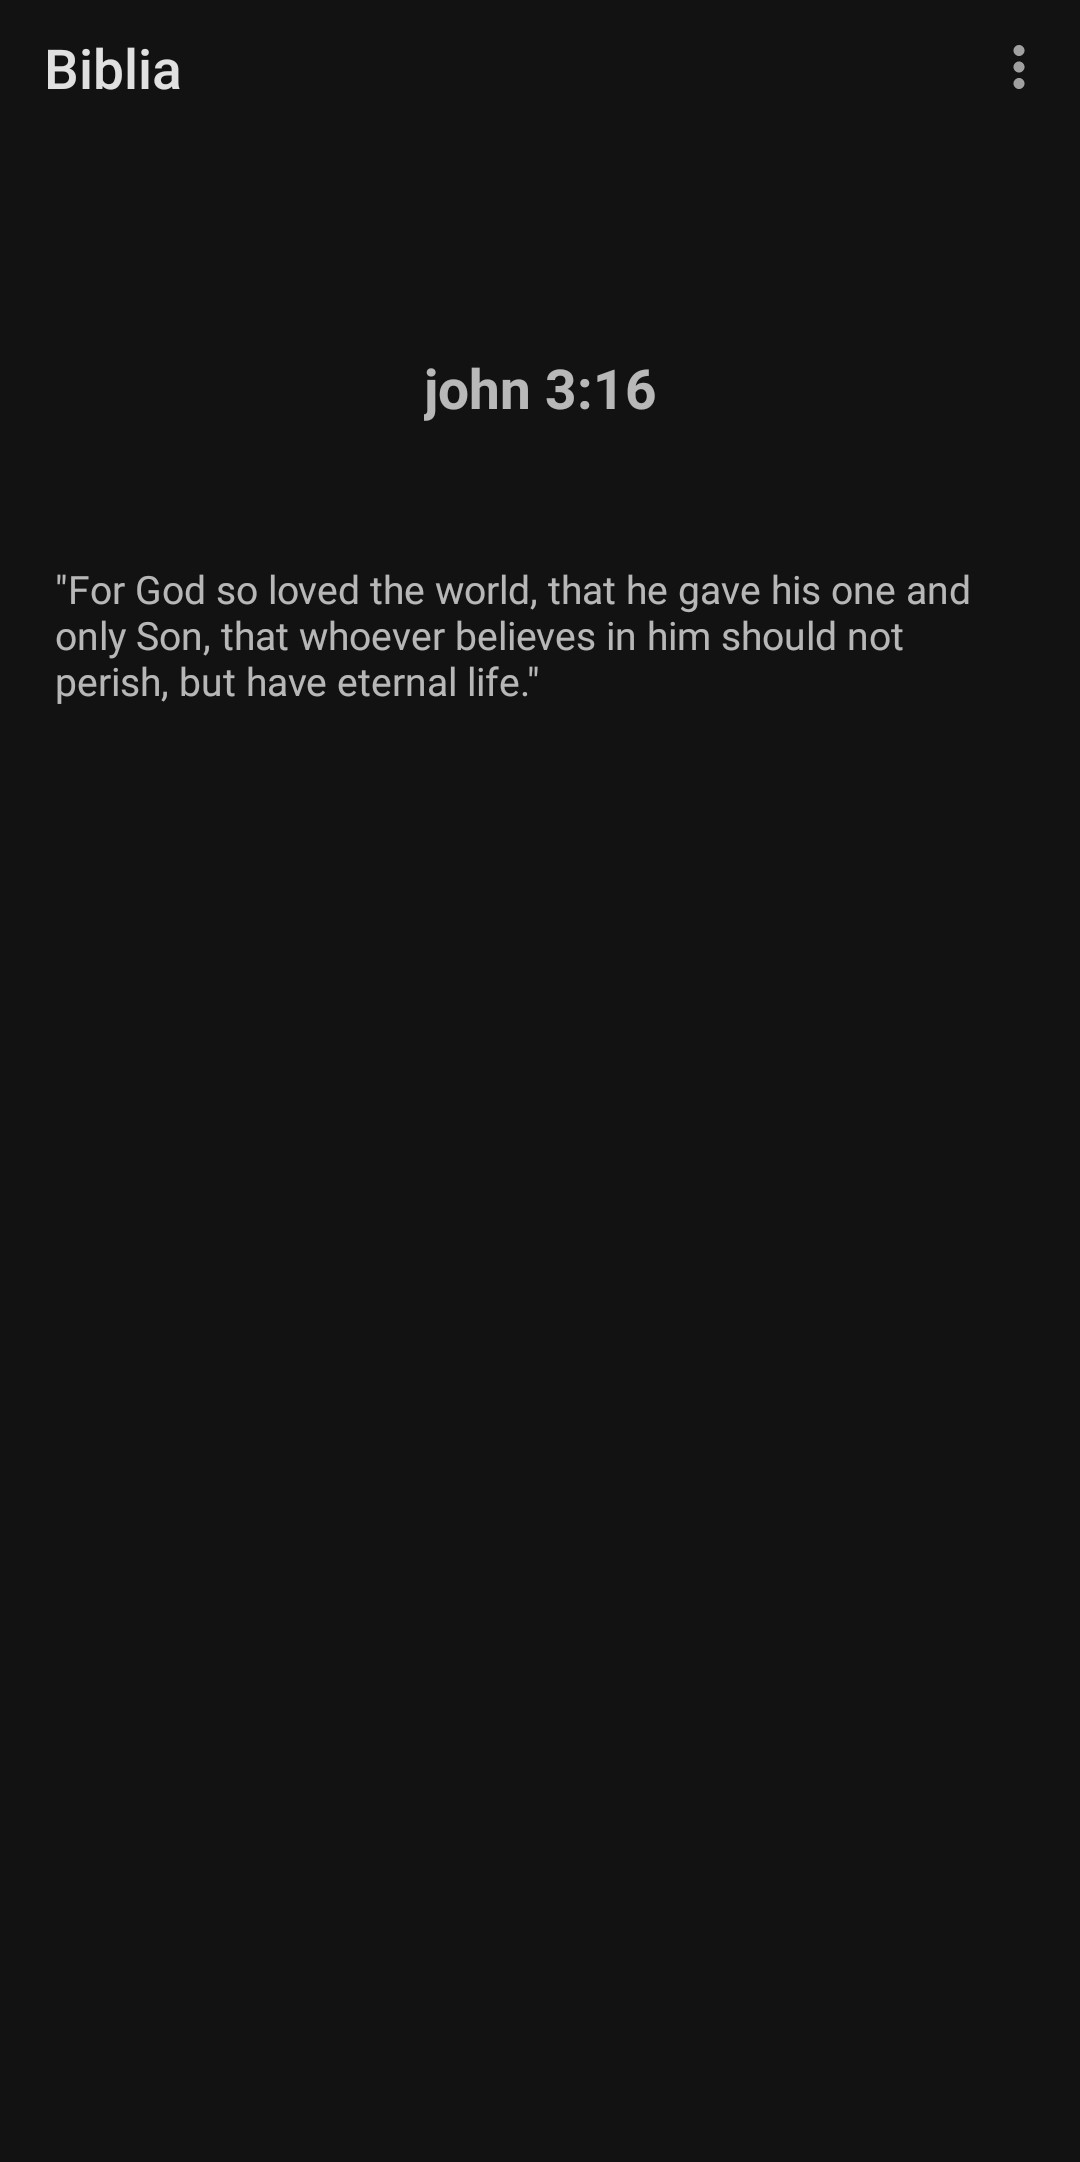 Biblia
john 3:16
"For God so loved the world, that he gave his one and
only Son, that whoever believes in him should not
perish, but have eternal life."